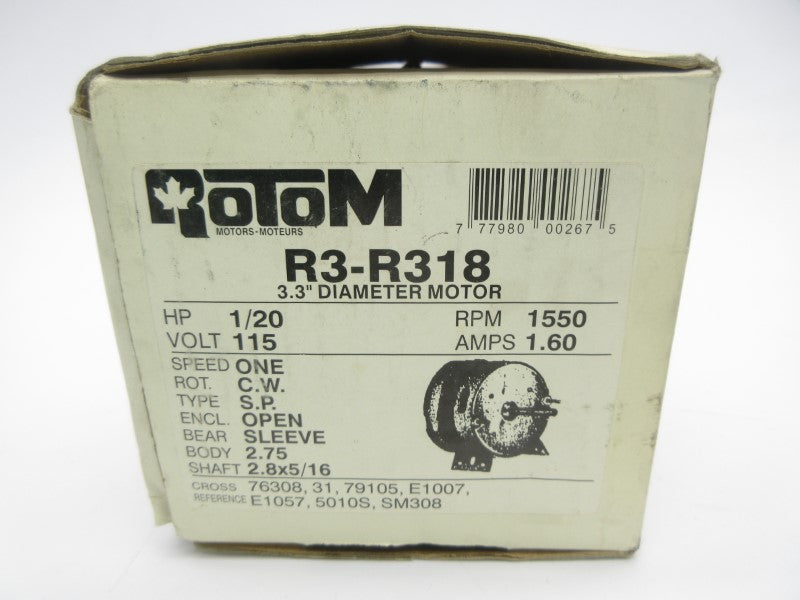 ROTOM
MOTORS-MOTEURS
7 77980 00267 5
R3-R318
3.3" DIAMETER MOTOR
HP 1/20 RPM 1550
VOLT 115 AMPS 1.60
SPEED ONE
ROT. C.W.
TYPE S.P.
ENCL. OPEN
BEAR SLEEVE
BODY 2.75
SHAFT 2.8x5/16
CROSS 76308, 31, 79105, E1007,
REFERENCE E1057, 5010S, SM308